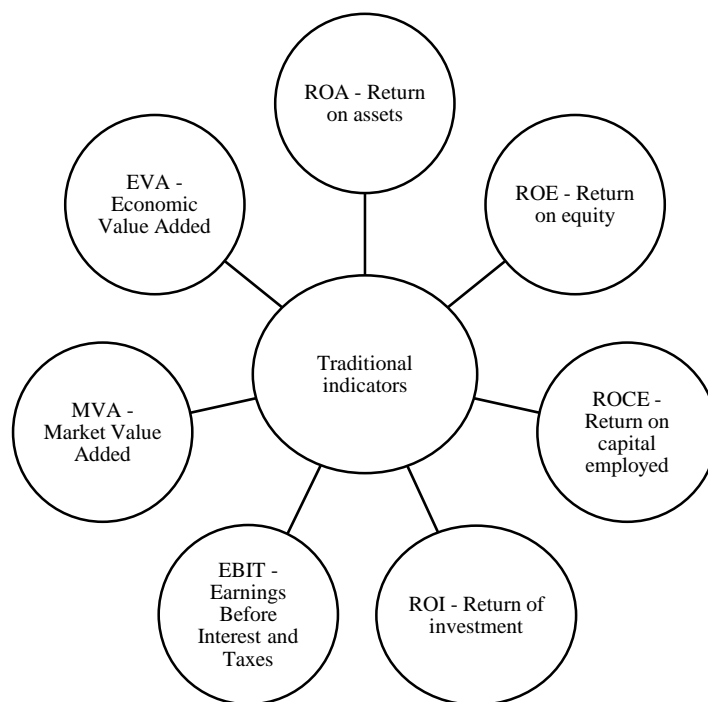 ROA - Return
on assets
ROE - Return
on equity
ROCE -
Return on
capital
employed
ROI - Return of
investment
EBIT -
Earnings
Before
Interest and
Taxes
MVA -
Market Value
Added
EVA -
Economic
Value Added
Traditional
indicators